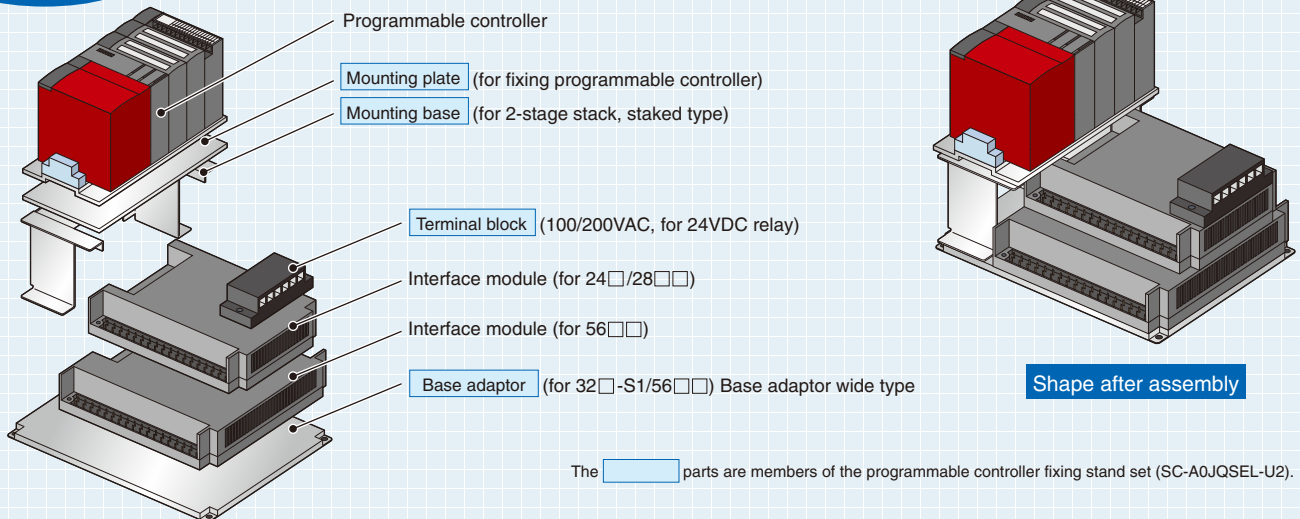 Programmable controller
Mounting plate (for fixing programmable controller)
Mounting base (for 2-stage stack, staked type)
Terminal block (100/200VAC, for 24VDC relay)
Interface module (for 24□/28□□)
Interface module (for 56□□)
Base adaptor (for 32□-S1/56□□) Base adaptor wide type
Shape after assembly
The parts are members of the programmable controller fixing stand set (SC-A0JQSEL-U2).